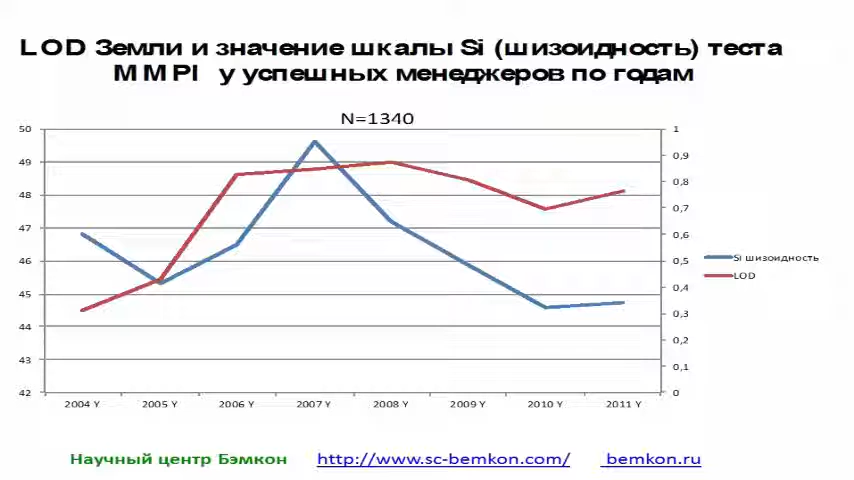 LOD Земли и значение шкалы Si (шизоидность) теста
MMPI у успешных менеджеров по годам
N=1340
50
49
48
47
46
45
44
43
42
1
0,9
0,8
0,7
0,6
0,5
0,4
0,3
0,2
0,1
0
2004 Y 2005 Y 2006 Y 2007 Y 2008 Y 2009 Y 2010 Y 2011 Y
Si шизоидность
LOD
Научный центр Бэмкон http://www.sc-bemkon.com/ bemkon.ru